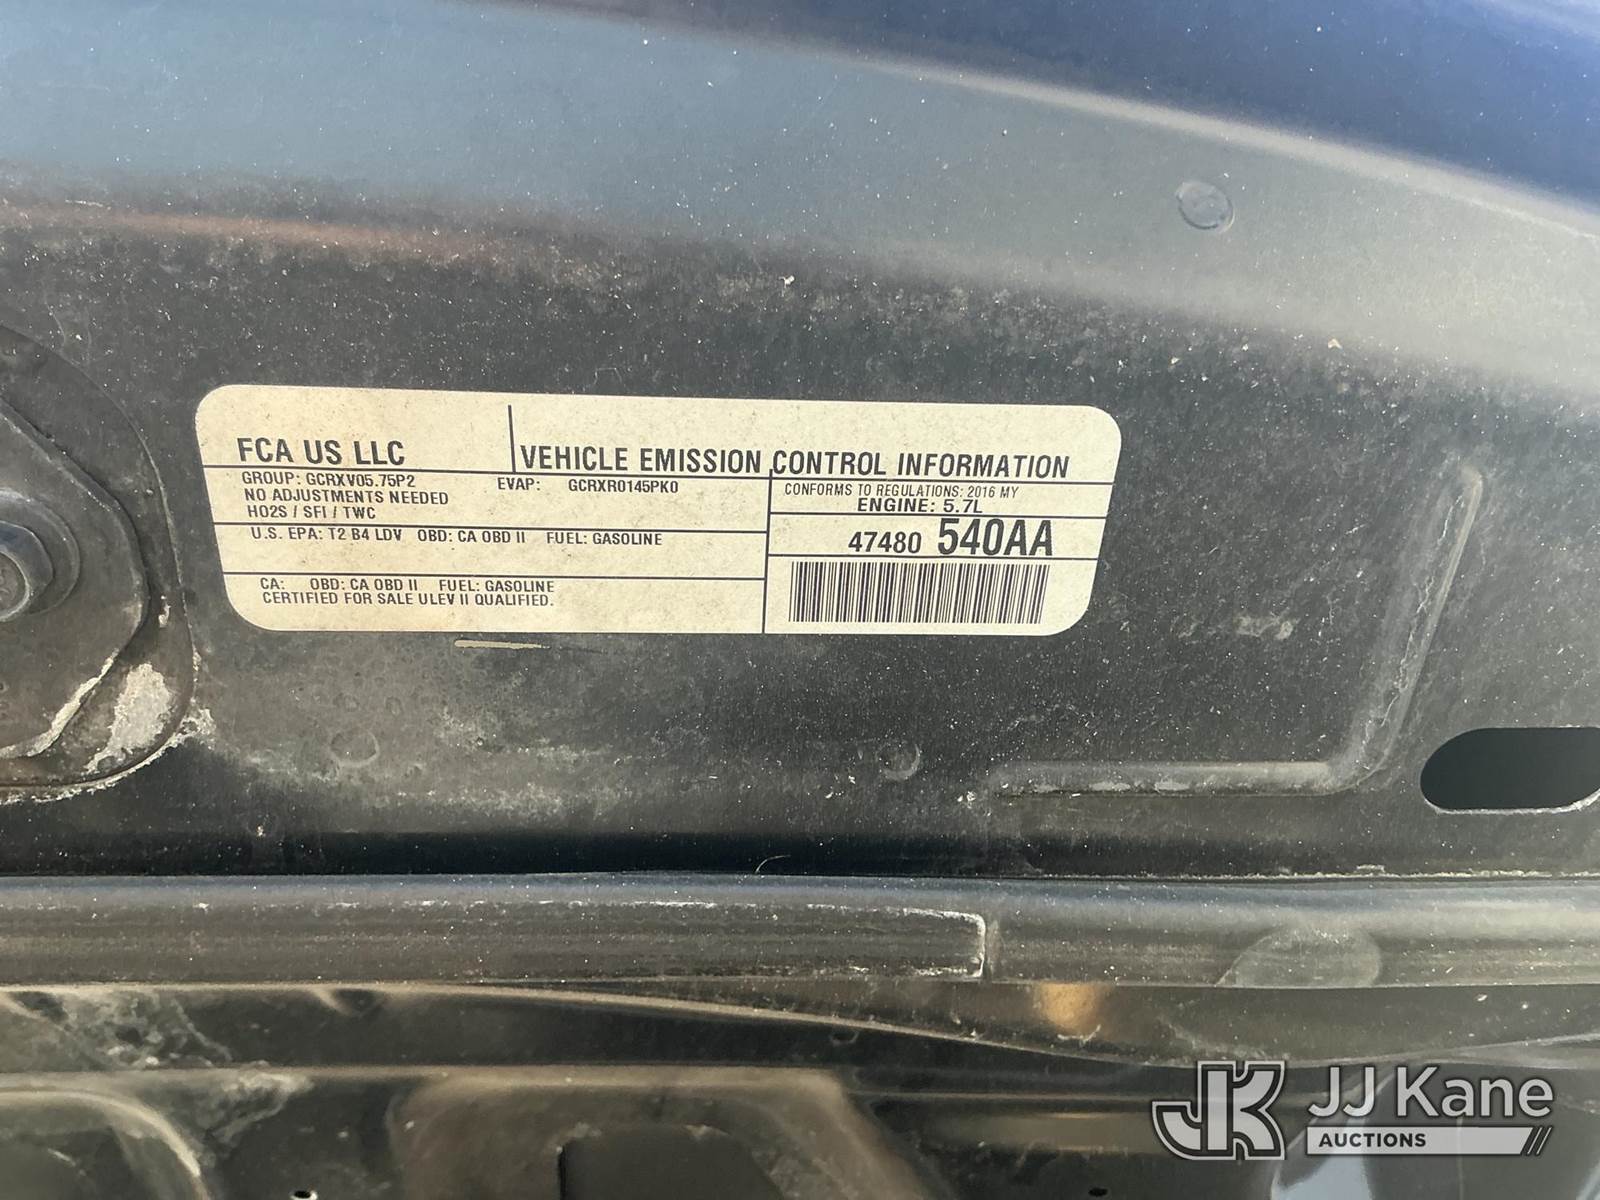 FCA US LLC
VEHICLE EMISSION CONTROL INFORMATION
GROUP: GCRXV05.75P2 EVAP: GCRXR0145PK0
NO ADJUSTMENTS NEEDED
HO2S / SFI / TWC
CONFORMS TO REGULATIONS: 2016 MY
ENGINE: 5.7L
U.S. EPA: T2 B4 LDV OBD: CA OBD II FUEL: GASOLINE
47480 540AA
CA: OBD: CA OBD II FUEL: GASOLINE
CERTIFIED FOR SALE ULEV II QUALIFIED.
JK JJ Kane
AUCTIONS